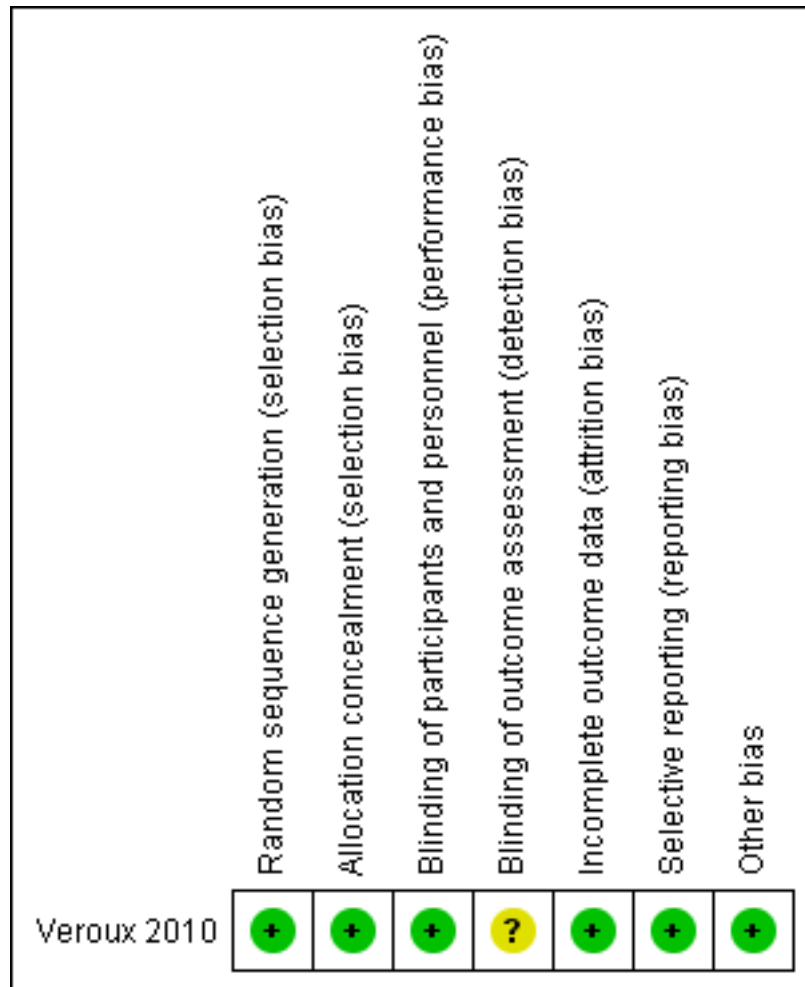 Random sequence generation (selection bias)
Allocation concealment (selection bias)
Blinding of participants and personnel (performance bias)
Blinding of outcome assessment (detection bias)
Incomplete outcome data (attrition bias)
Selective reporting (reporting bias)
Other bias
Veroux 2010 + + + ? + + +